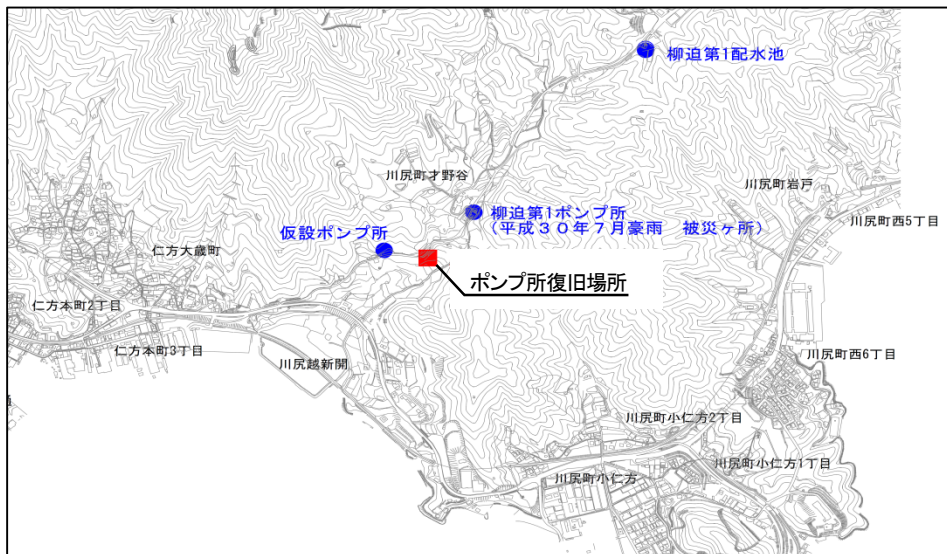 柳迫第1配水池
川尻町才野谷
川尻町岩戸
柳迫第1ポンプ所
(平成30年7月豪雨 被災ヶ所)
川尻町西5丁目
仮設ポンプ所
仁方大歳町
ポンプ所復旧場所
仁方本町2丁目
仁方本町3丁目
川尻越新開
川尻町西6丁目
川尻町小仁方2丁目
川尻町小仁方1丁目
川尻町小仁方
通